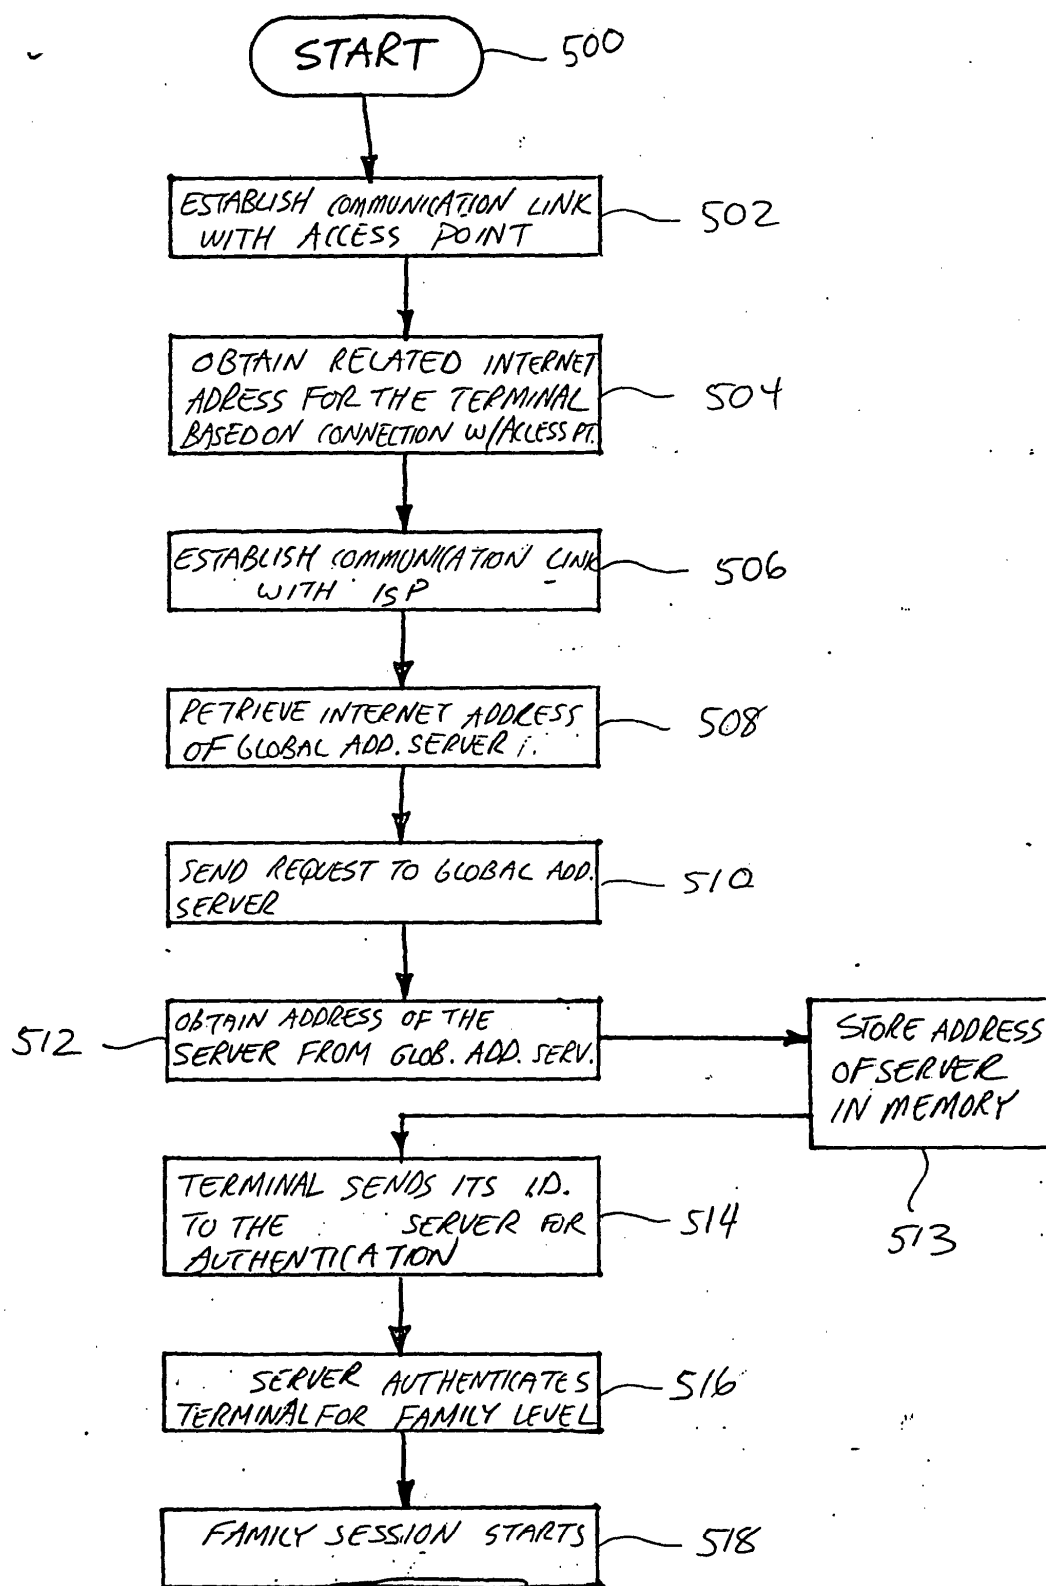 START
500
ESTABLISH COMMUNICATION LINK
WITH ACCESS POINT
502
OBTAIN RELATED INTERNET
ADRESS FOR THE TERMINAL
BASED ON CONNECTION W/ACCESS PT.
504
ESTABLISH COMMUNICATION LINK
WITH ISP
506
RETRIEVE INTERNET ADDRESS
OF GLOBAL ADD. SERVER
508
SEND REQUEST TO GLOBAL ADD.
SERVER
510
512
OBTAIN ADDRESS OF THE
SERVER FROM GLOB. ADD. SERV.
STORE ADDRESS
OF SERVER
IN MEMORY
513
TERMINAL SENDS ITS I.D.
TO THE SERVER FOR
AUTHENTICATION
514
SERVER AUTHENTICATES
TERMINAL FOR FAMILY LEVEL
516
FAMILY SESSION STARTS
518